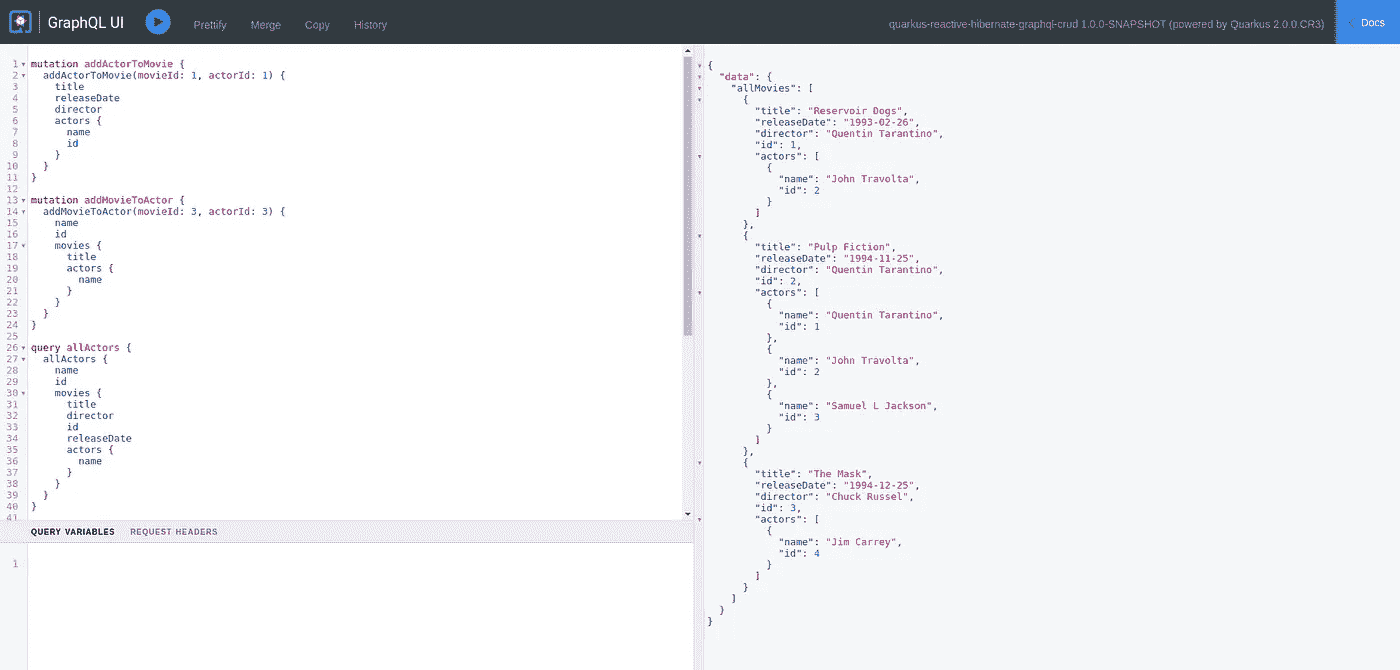 GraphQL UI Prettify Merge Copy History quarkus-reactive-hibernate-graphql-crud 1.0.0-SNAPSHOT (powered by Quarkus 2.0.0.CR3) Docs
1 mutation addActorToMovie {
2 addActorToMovie(movieId: 1, actorId: 1) {
3 title
4 releaseDate
5 director
6 actors {
7 name
8 id
9 }
10 }
11 }
12
13 mutation addMovieToActor {
14 addMovieToActor(movieId: 3, actorId: 3) {
15 name
16 id
17 movies {
18 title
19 actors {
20 name
21 }
22 }
23 }
24 }
25
26 query allActors {
27 allActors {
28 name
29 id
30 movies {
31 title
32 director
33 id
34 releaseDate
35 actors {
36 name
37 }
38 }
39 }
40 }
41
QUERY VARIABLES REQUEST HEADERS
1
{
"data": {
"allMovies": [
{
"title": "Reservoir Dogs",
"releaseDate": "1993-02-26",
"director": "Quentin Tarantino",
"id": 1,
"actors": [
{
"name": "John Travolta",
"id": 2
}
]
},
{
"title": "Pulp Fiction",
"releaseDate": "1994-11-25",
"director": "Quentin Tarantino",
"id": 2,
"actors": [
{
"name": "Quentin Tarantino",
"id": 1
},
{
"name": "John Travolta",
"id": 2
},
{
"name": "Samuel L Jackson",
"id": 3
}
]
},
{
"title": "The Mask",
"releaseDate": "1994-12-25",
"director": "Chuck Russel",
"id": 3,
"actors": [
{
"name": "Jim Carrey",
"id": 4
}
]
}
]
}
}